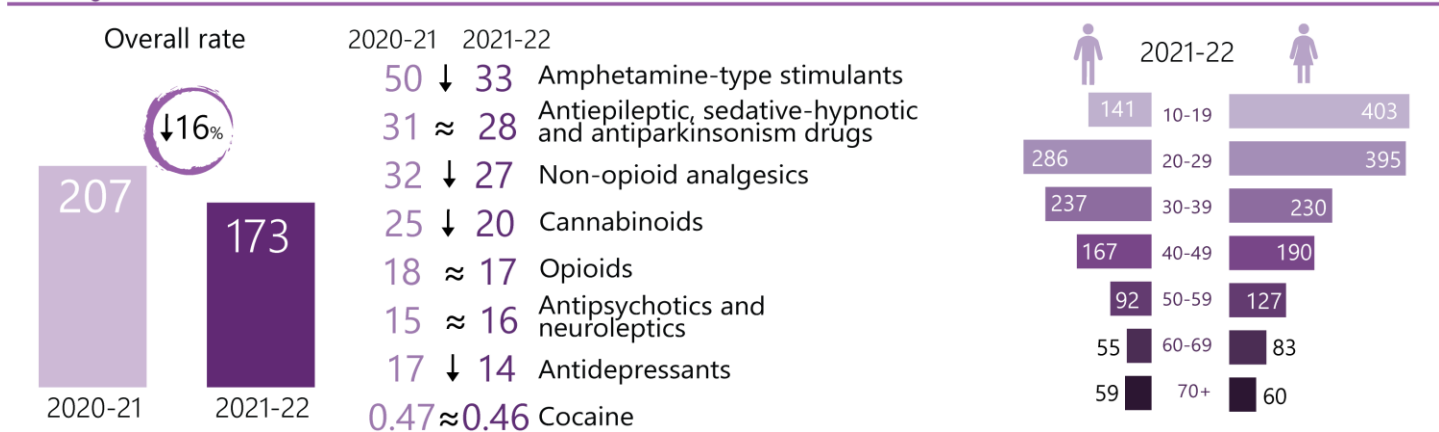 Overall rate
↓16%
207
173
2020-21
2021-22
2020-21 2021-22
50 ↓ 33 Amphetamine-type stimulants
31 ≈ 28 Antiepileptic, sedative-hypnotic
and antiparkinsonism drugs
32 ↓ 27 Non-opioid analgesics
25 ↓ 20 Cannabinoids
18 ≈ 17 Opioids
15 ≈ 16 Antipsychotics and
neuroleptics
17 ↓ 14 Antidepressants
0.47 ≈ 0.46 Cocaine
2021-22
141 10-19 403
286 20-29 395
237 30-39 230
167 40-49 190
92 50-59 127
55 60-69 83
59 70+ 60